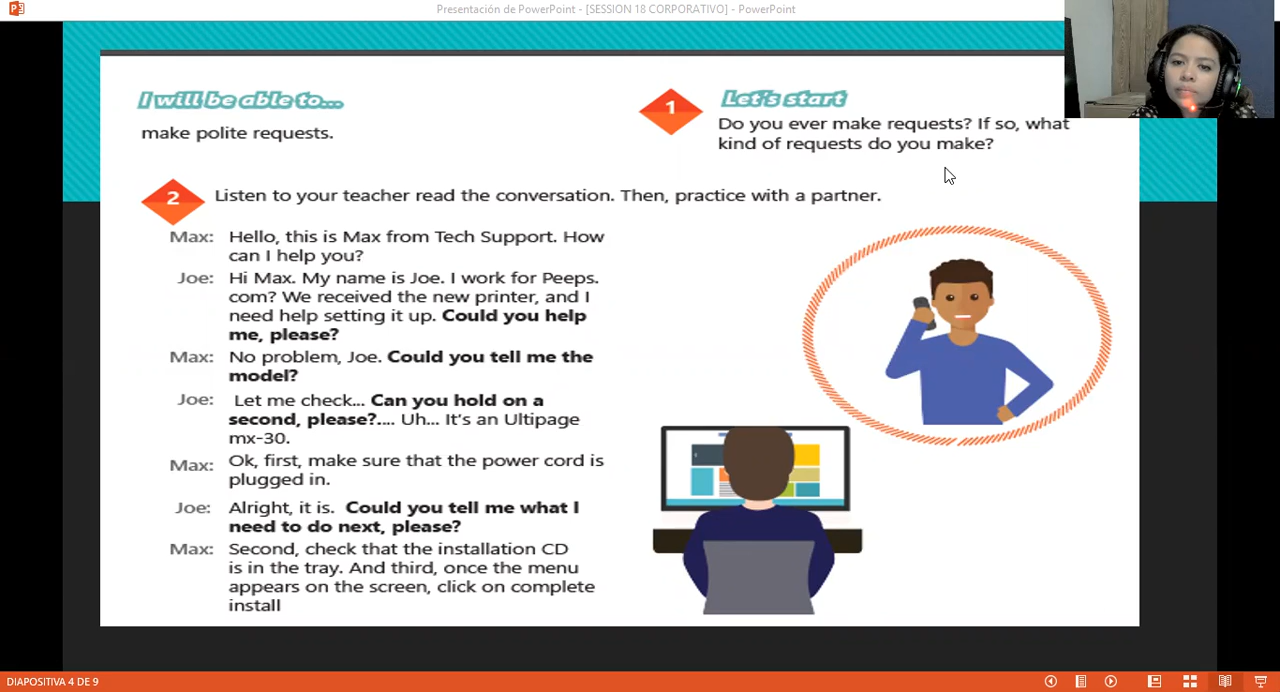 Presentación de PowerPoint - [SESSION 18 CORPORATIVO] - PowerPoint
I will be able to...
make polite requests.
1
Let's start
Do you ever make requests? If so, what
kind of requests do you make?
2
Listen to your teacher read the conversation. Then, practice with a partner.
Max: Hello, this is Max from Tech Support. How
can I help you?
Joe: Hi Max. My name is Joe. I work for Peeps.
com? We received the new printer, and I
need help setting it up. Could you help
me, please?
Max: No problem, Joe. Could you tell me the
model?
Joe: Let me check... Can you hold on a
second, please?.... Uh... It's an Ultipage
mx-30.
Max: Ok, first, make sure that the power cord is
plugged in.
Joe: Alright, it is. Could you tell me what I
need to do next, please?
Max: Second, check that the installation CD
is in the tray. And third, once the menu
appears on the screen, click on complete
install
DIAPOSITIVA 4 DE 9